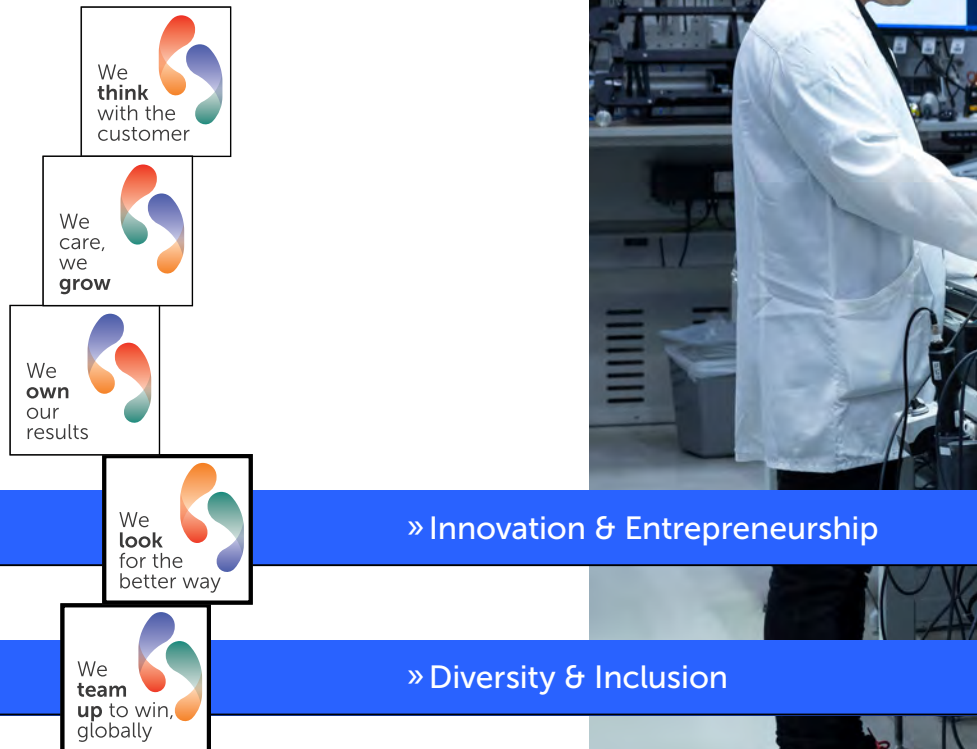 We
think
with the
customer
We
care,
we
grow
We
own
our
results
We
look
for the
better way
» Innovation & Entrepreneurship
We
team
up to win,
globally
» Diversity & Inclusion